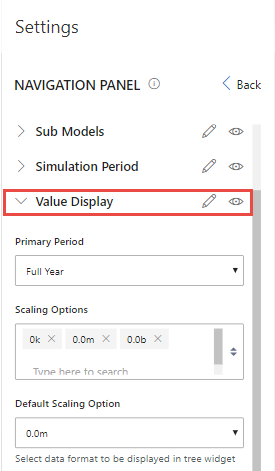 Settings
NAVIGATION PANEL Back
Sub Models
Simulation Period
Value Display
Primary Period
Full Year
Scaling Options
0k 0.0m 0.0b
Type here to search
Default Scaling Option
0.0m
Select data format to be displayed in tree widget